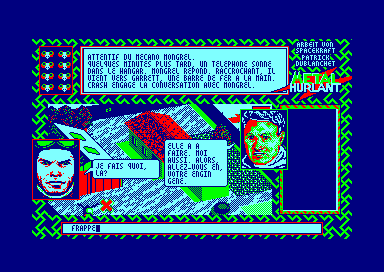 ATTENTIF DU MECANO MONGREL.
QUELQUES MINUTES PLUS TARD, UN TELEPHONE SONNE
DANS LE HANGAR. MONGREL REPOND, RACCROCHANT, IL
VIENT VERS GARRETT, UNE BARRE DE FER A LA MAIN.
CRASH ENGAGE LA CONVERSATION AVEC MONGREL.
ARBEIT VON
SPACEKRAFT
PATRICK
DUBLANCHET
METAL
HURLANT
JE FAIS QUOI,
LA?
ELLE A A
FAIRE. MOI
AUSSI. ALORS,
ALLEZ-VOUS EN,
VOTRE ENGIN
GENE.
FRAPPE